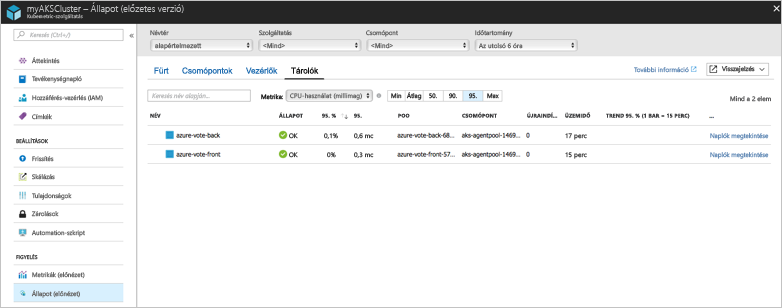 myAKSCluster – Állapot (előzetes verzió)
Kubernetes-szolgáltatás
Keresés (Ctrl+/)
Áttekintés
Tevékenységnapló
Hozzáférés-vezérlés (IAM)
Címkék
BEÁLLÍTÁSOK
Frissítés
Skálázás
Tulajdonságok
Zárolások
Automation-szkript
FIGYELÉS
Metrikák (előnézet)
Állapot (előnézet)
Névtér Szolgáltatás Csomópont Időtartomány
alapértelmezett <Mind> <Mind> Az utolsó 6 óra
Fürt Csomópontok Vezérlők Tárolók További információ Visszajelzés
Keresés név alapján... Metrika: CPU-használat (millimag) Min Átlag 50. 90. 95. Max Mind a 2 elem
NÉV ÁLLAPOT 95. % 95. POD CSOMÓPONT ÚJRAINDÍ... ÜZEMIDŐ TREND 95. % (1 BAR = 15 PERC) ...
azure-vote-back OK 0,1% 0,6 mc azure-vote-back-68... aks-agentpool-1469... 0 17 perc Naplók megtekintése
azure-vote-front OK 0% 0,3 mc azure-vote-front-57... aks-agentpool-1469... 0 15 perc Naplók megtekintése